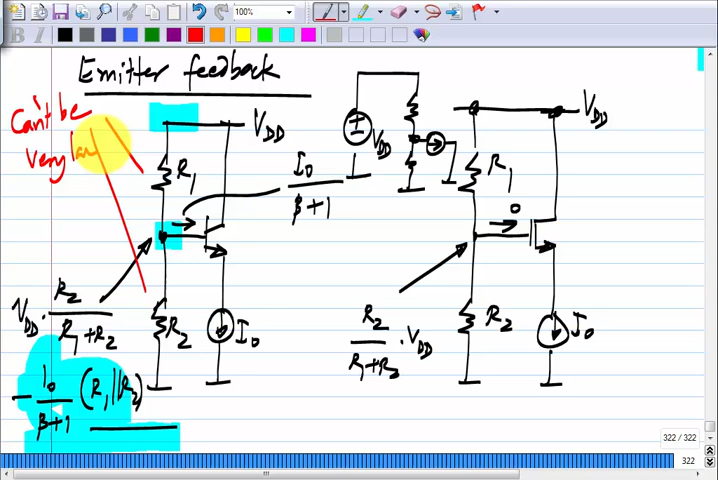 100%
B I
Emitter feedback
Can't be
very
VDD
R1
I0
β+1
VDD
VDD
R1
0
VDD · R2
R1+R2
R2
I0
R2
R1+R2 · VDD
R2
I0
- I0
β+1 (R1||R2)
322 / 322
322